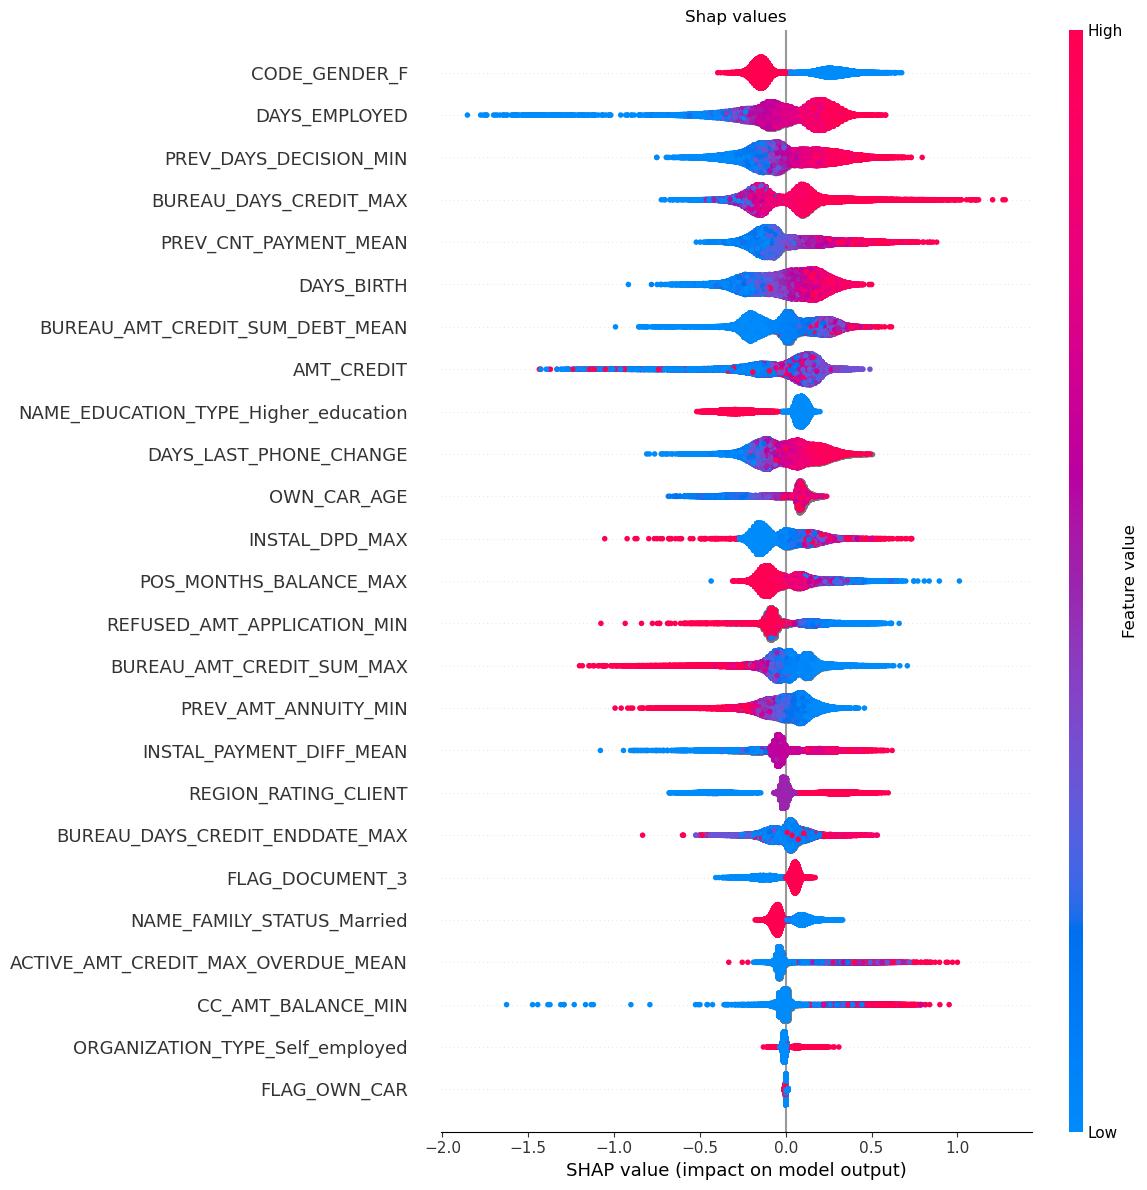 Shap values
High
CODE_GENDER_F
DAYS_EMPLOYED
PREV_DAYS_DECISION_MIN
BUREAU_DAYS_CREDIT_MAX
PREV_CNT_PAYMENT_MEAN
DAYS_BIRTH
BUREAU_AMT_CREDIT_SUM_DEBT_MEAN
AMT_CREDIT
NAME_EDUCATION_TYPE_Higher_education
DAYS_LAST_PHONE_CHANGE
OWN_CAR_AGE
INSTAL_DPD_MAX
POS_MONTHS_BALANCE_MAX
REFUSED_AMT_APPLICATION_MIN
BUREAU_AMT_CREDIT_SUM_MAX
PREV_AMT_ANNUITY_MIN
INSTAL_PAYMENT_DIFF_MEAN
REGION_RATING_CLIENT
BUREAU_DAYS_CREDIT_ENDDATE_MAX
FLAG_DOCUMENT_3
NAME_FAMILY_STATUS_Married
ACTIVE_AMT_CREDIT_MAX_OVERDUE_MEAN
CC_AMT_BALANCE_MIN
ORGANIZATION_TYPE_Self_employed
FLAG_OWN_CAR
Feature value
Low
−2.0 −1.5 −1.0 −0.5 0.0 0.5 1.0
SHAP value (impact on model output)